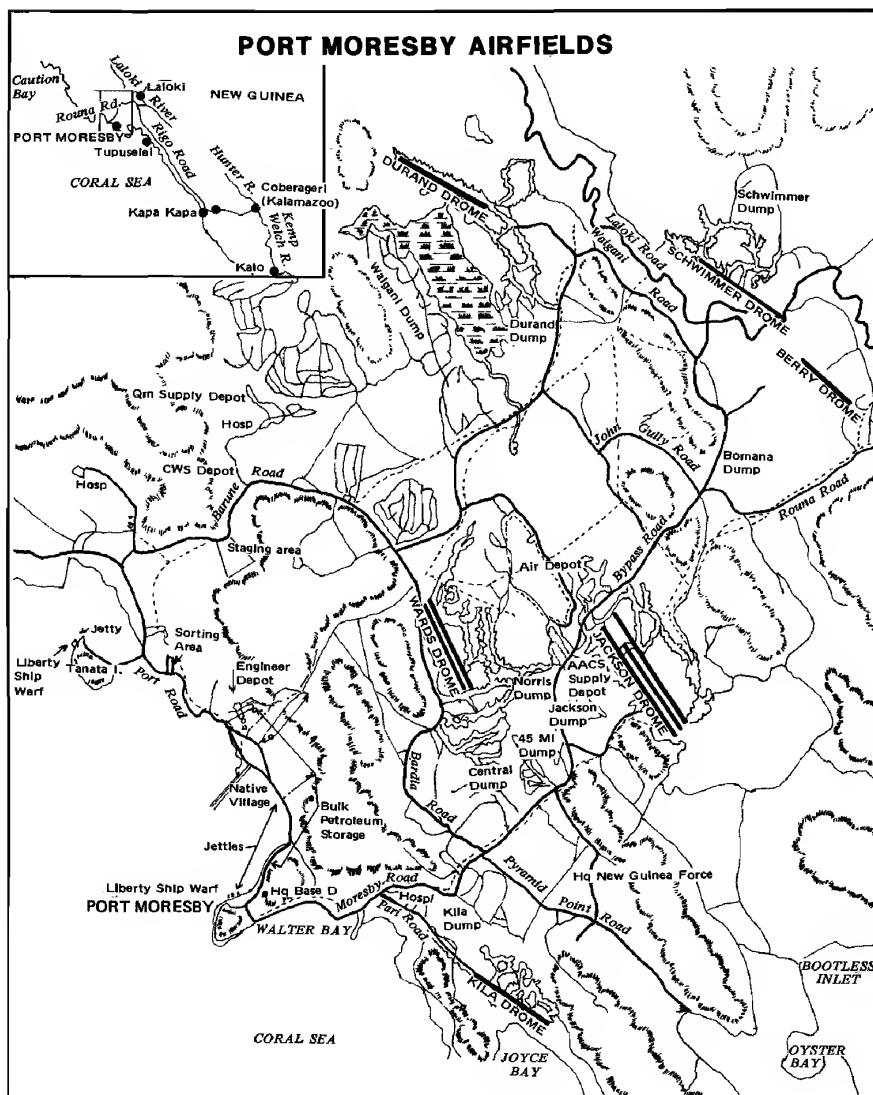 PORT MORESBY AIRFIELDS
Caution
Bay
Laloki
River
Laloki
NEW GUINEA
Rouna Rd.
PORT MORESBY
Tupuselei
Rigo Road
CORAL SEA
Hunter R.
Coberageri
(Kalamazoo)
Kapa Kapa
Kemp
Welch R.
Kalo
DURAND DROME
Schwimmer
Dump
Laloki Road
Waigani
Road
SCHWIMMER DROME
Waigani Dump
Durand
Dump
BERRY DROME
Qm Supply Depot
Hosp
CWS Depot
Hosp
Barune
Road
John
Gully
Road
Bomana
Dump
Rouna Road
Staging area
Air Depot
Bypass Road
WARDS DROME
JACKSON DROME
Jetty
Sorting
Area
Liberty
Ship
Warf
Tanata I.
Port
Road
Engineer
Depot
Norris
Dump
AACS
Supply
Depot
Jackson
Dump
'45 MI
Dump
Central
Dump
Bardia
Road
Native
Village
Bulk
Petroleum
Storage
Jetties
Liberty Ship Warf
PORT MORESBY
Hq Base D
Moresby Road
Hospl
Pyramid
Point
Road
Hq New Guinea Force
WALTER BAY
Pari Road
Kila
Dump
KILA DROME
BOOTLESS
INLET
CORAL SEA
JOYCE
BAY
OYSTER
BAY